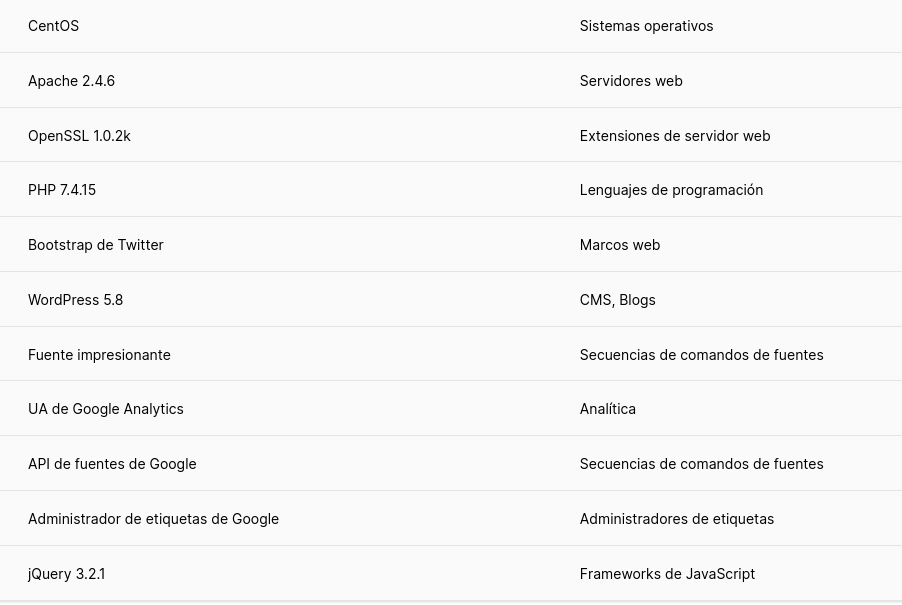 CentOS Sistemas operativos
Apache 2.4.6 Servidores web
OpenSSL 1.0.2k Extensiones de servidor web
PHP 7.4.15 Lenguajes de programación
Bootstrap de Twitter Marcos web
WordPress 5.8 CMS, Blogs
Fuente impresionante Secuencias de comandos de fuentes
UA de Google Analytics Analítica
API de fuentes de Google Secuencias de comandos de fuentes
Administrador de etiquetas de Google Administradores de etiquetas
jQuery 3.2.1 Frameworks de JavaScript